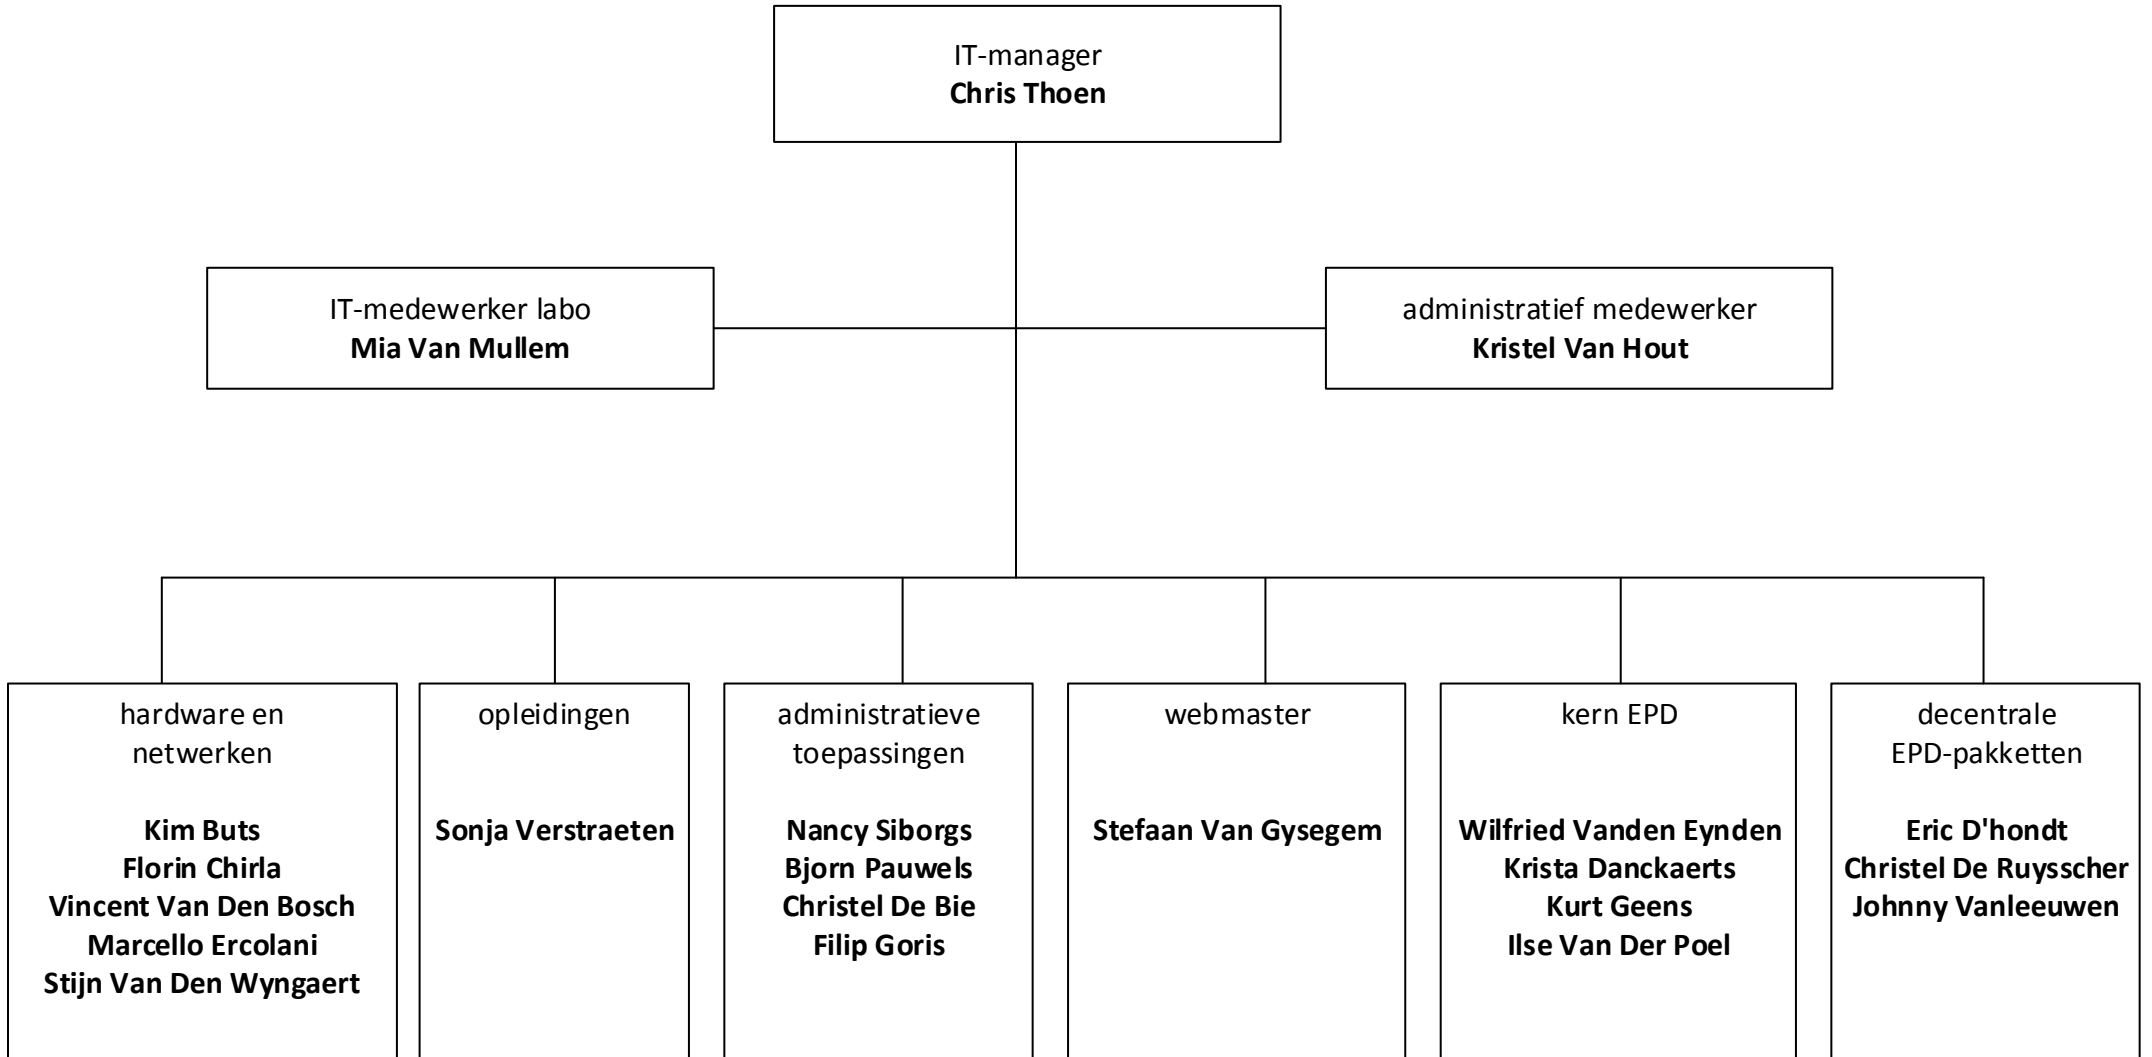 IT-manager
Chris Thoen
IT-medewerker labo
Mia Van Mullem
administratief medewerker
Kristel Van Hout
hardware en
netwerken
Kim Buts
Florin Chirla
Vincent Van Den Bosch
Marcello Ercolani
Stijn Van Den Wyngaert
opleidingen
Sonja Verstraeten
administratieve
toepassingen
Nancy Siborgs
Bjorn Pauwels
Christel De Bie
Filip Goris
webmaster
Stefaan Van Gysegem
kern EPD
Wilfried Vanden Eynden
Krista Danckaerts
Kurt Geens
Ilse Van Der Poel
decentrale
EPD-pakketten
Eric D'hondt
Christel De Ruysscher
Johnny Vanleeuwen